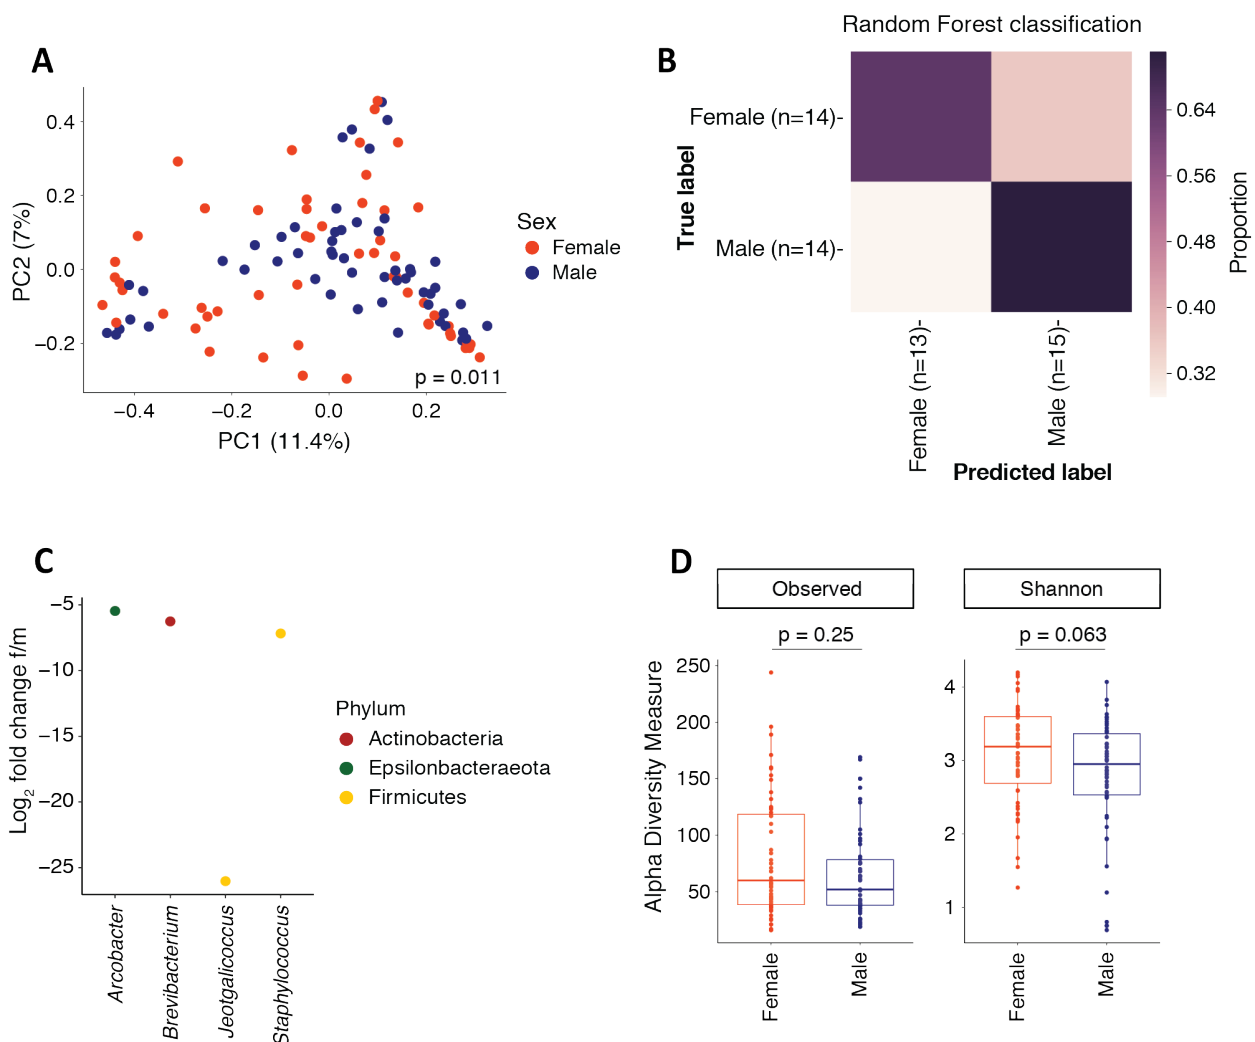 A
0.4
0.2
0.0
−0.2
PC2 (7%)
−0.4
−0.2
0.0
0.2
PC1 (11.4%)
p = 0.011
Sex
Female
Male
B
Random Forest classification
True label
Female (n=14)-
Male (n=14)-
Female (n=13)-
Male (n=15)-
Predicted label
0.64
0.56
0.48
0.40
0.32
Proportion
C
Log2 fold change f/m
−5
−10
−15
−20
−25
Arcobacter
Brevibacterium
Jeotgalicoccus
Staphylococcus
Phylum
Actinobacteria
Epsilonbacteraeota
Firmicutes
D
Observed
Shannon
p = 0.25
p = 0.063
Alpha Diversity Measure
250
200
150
100
50
4
3
2
1
Female
Male
Female
Male